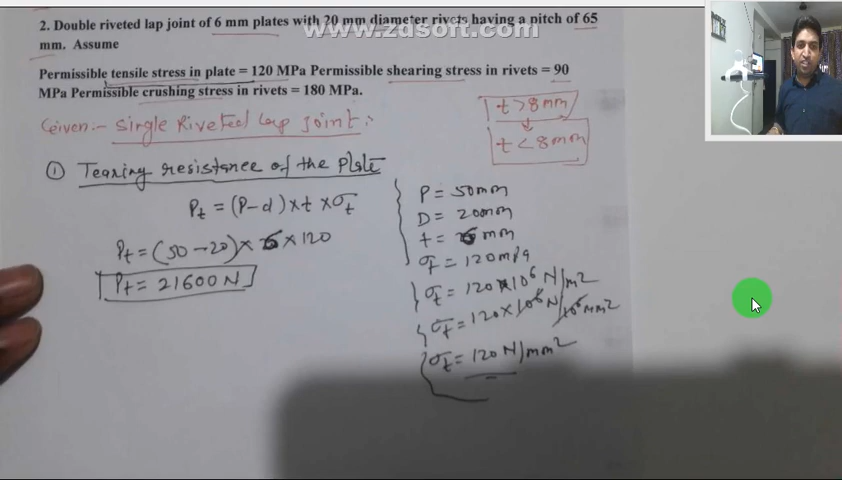 www.zdsoft.com
2. Double riveted lap joint of 6 mm plates with 20 mm diameter rivets having a pitch of 65
mm. Assume
Permissible tensile stress in plate = 120 MPa Permissible shearing stress in rivets = 90
MPa Permissible crushing stress in rivets = 180 MPa.
Given:- Single Riveted Lap Joint:-
t > 8mm
t < 8mm
① Tearing resistance of the Plate
Pt = (P-d) × t × σt
Pt = (50 - 20) × 6 × 120
Pt = 21600 N
P = 50mm
D = 20mm
t = 6 mm
σt = 120mpa
σt = 120 × 10⁶ N/m2
σt = 120 × 10⁶ N/10⁶ mm2
σt = 120 N/mm2